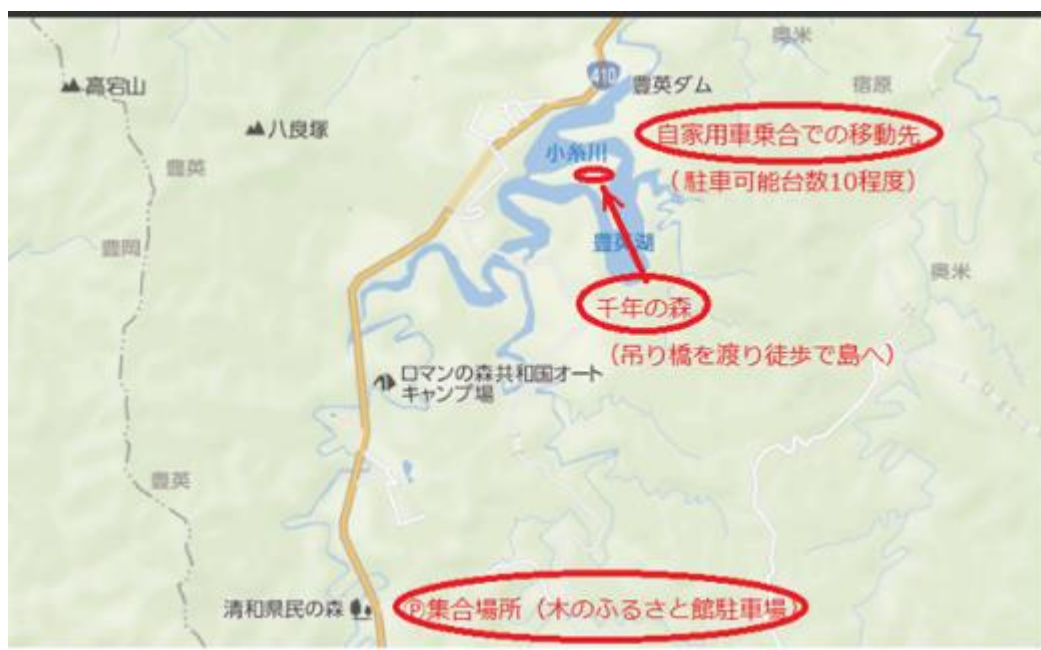 奥米
410
豊英ダム
高宕山
宿原
八良塚
自家用車乗合での移動先
小糸川
豊英
(駐車可能台数10程度)
豊岡
豊英湖
奥米
千年の森
(吊り橋を渡り徒歩で島へ)
ロマンの森共和国オート
キャンプ場
豊英
清和県民の森
Ⓟ集合場所(木のふるさと館駐車場)